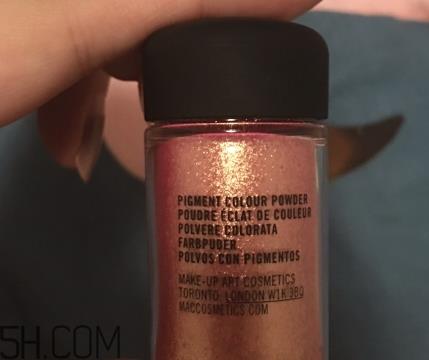 PIGMENT COLOUR POWDER
POUDRE ÉCLAT DE COULEUR
POLVERE COLORATA
FARBPUDER
POLVOS CON PIGMENTOS
MAKE-UP ART COSMETICS
TORONTO, LONDON W1K 9BQ
MACCOSMETICS.COM
5H.COM